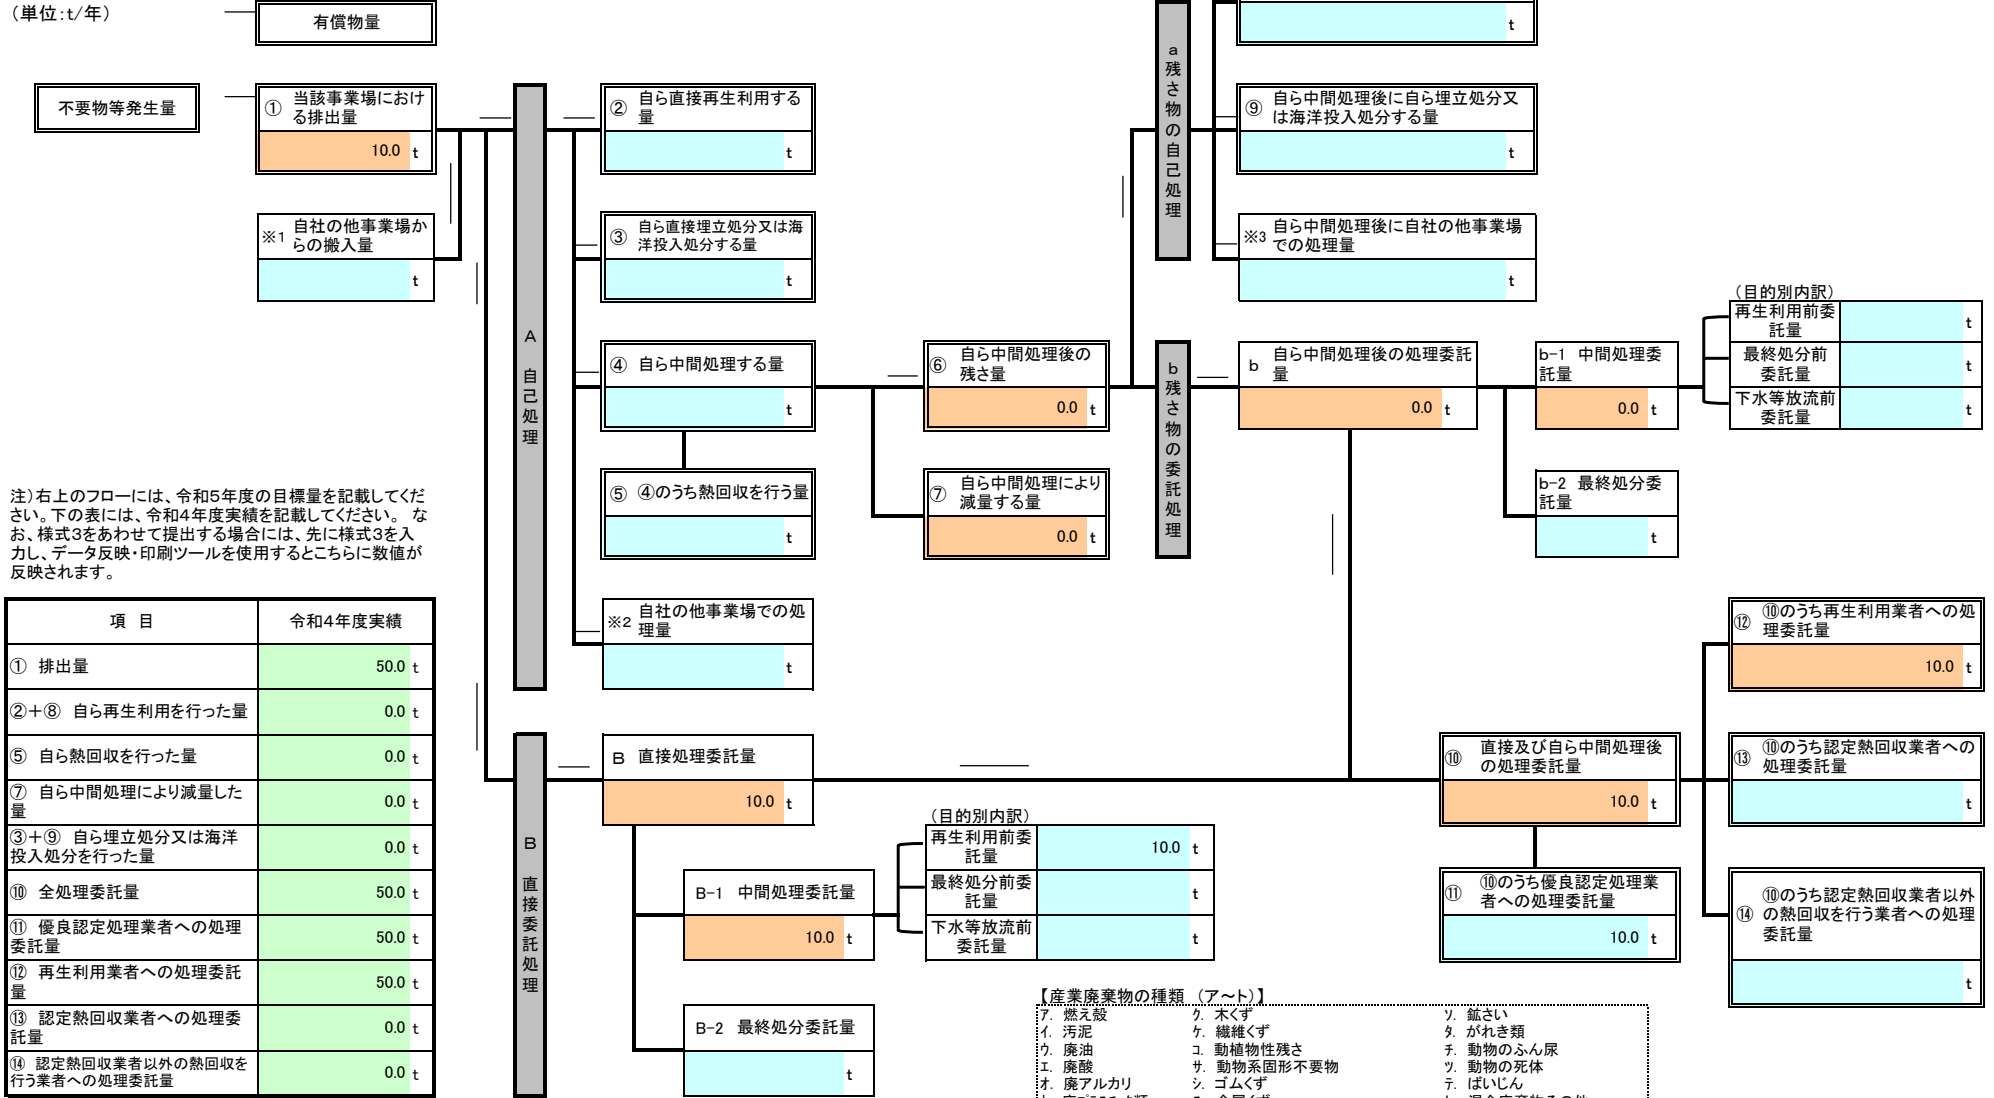 (単位:t/年)
有償物量
不要物等発生量
① 当該事業場におけ
る排出量
10.0 t
※1 自社の他事業場か
らの搬入量
t
A 自己処理
② 自ら直接再生利用する
量
t
③ 自ら直接埋立処分又は海
洋投入処分する量
t
④ 自ら中間処理する量
t
⑤ ④のうち熱回収を行う量
t
※2 自社の他事業場での処
理量
t
⑥ 自ら中間処理後の
残さ量
0.0 t
⑦ 自ら中間処理により
減量する量
0.0 t
a残さ物の自己処理
t
⑨ 自ら中間処理後に自ら埋立処分又
は海洋投入処分する量
t
※3 自ら中間処理後に自社の他事業場
での処理量
t
b残さ物の委託処理
b 自ら中間処理後の処理委託
量
0.0 t
b-1 中間処理委
託量
0.0 t
b-2 最終処分委
託量
t
(目的別内訳)
再生利用前委
託量
t
最終処分前
委託量
t
下水等放流前
委託量
t
注)右上のフローには、令和5年度の目標量を記載してくだ
さい。下の表には、令和4年度実績を記載してください。 な
お、様式3をあわせて提出する場合には、先に様式3を入
力し、データ反映・印刷ツールを使用するとこちらに数値が
反映されます。
項 目 令和4年度実績
① 排出量 50.0 t
②+⑧ 自ら再生利用を行った量 0.0 t
⑤ 自ら熱回収を行った量 0.0 t
⑦ 自ら中間処理により減量した
量 0.0 t
③+⑨ 自ら埋立処分又は海洋
投入処分を行った量 0.0 t
⑩ 全処理委託量 50.0 t
⑪ 優良認定処理業者への処理
委託量 50.0 t
⑫ 再生利用業者への処理委託
量 50.0 t
⑬ 認定熱回収業者への処理委
託量 0.0 t
⑭ 認定熱回収業者以外の熱回収を
行う業者への処理委託量 0.0 t
B 直接委託処理
B 直接処理委託量
10.0 t
B-1 中間処理委託量
10.0 t
B-2 最終処分委託量
t
(目的別内訳)
再生利用前委
託量
10.0 t
最終処分前委
託量
t
下水等放流前
委託量
t
⑩ 直接及び自ら中間処理後
の処理委託量
10.0 t
⑪ ⑩のうち優良認定処理業
者への処理委託量
10.0 t
⑫ ⑩のうち再生利用業者への処
理委託量
10.0 t
⑬ ⑩のうち認定熱回収業者への
処理委託量
t
⑭ ⑩のうち認定熱回収業者以外
の熱回収を行う業者への処理
委託量
t
【産業廃棄物の種類 (ア~ト)】
ア. 燃え殻 ク. 木くず ソ. 鉱さい
イ. 汚泥 ケ. 繊維くず タ. がれき類
ウ. 廃油 コ. 動植物性残さ チ. 動物のふん尿
エ. 廃酸 サ. 動物系固形不要物 ツ. 動物の死体
オ. 廃アルカリ シ. ゴムくず テ. ばいじん